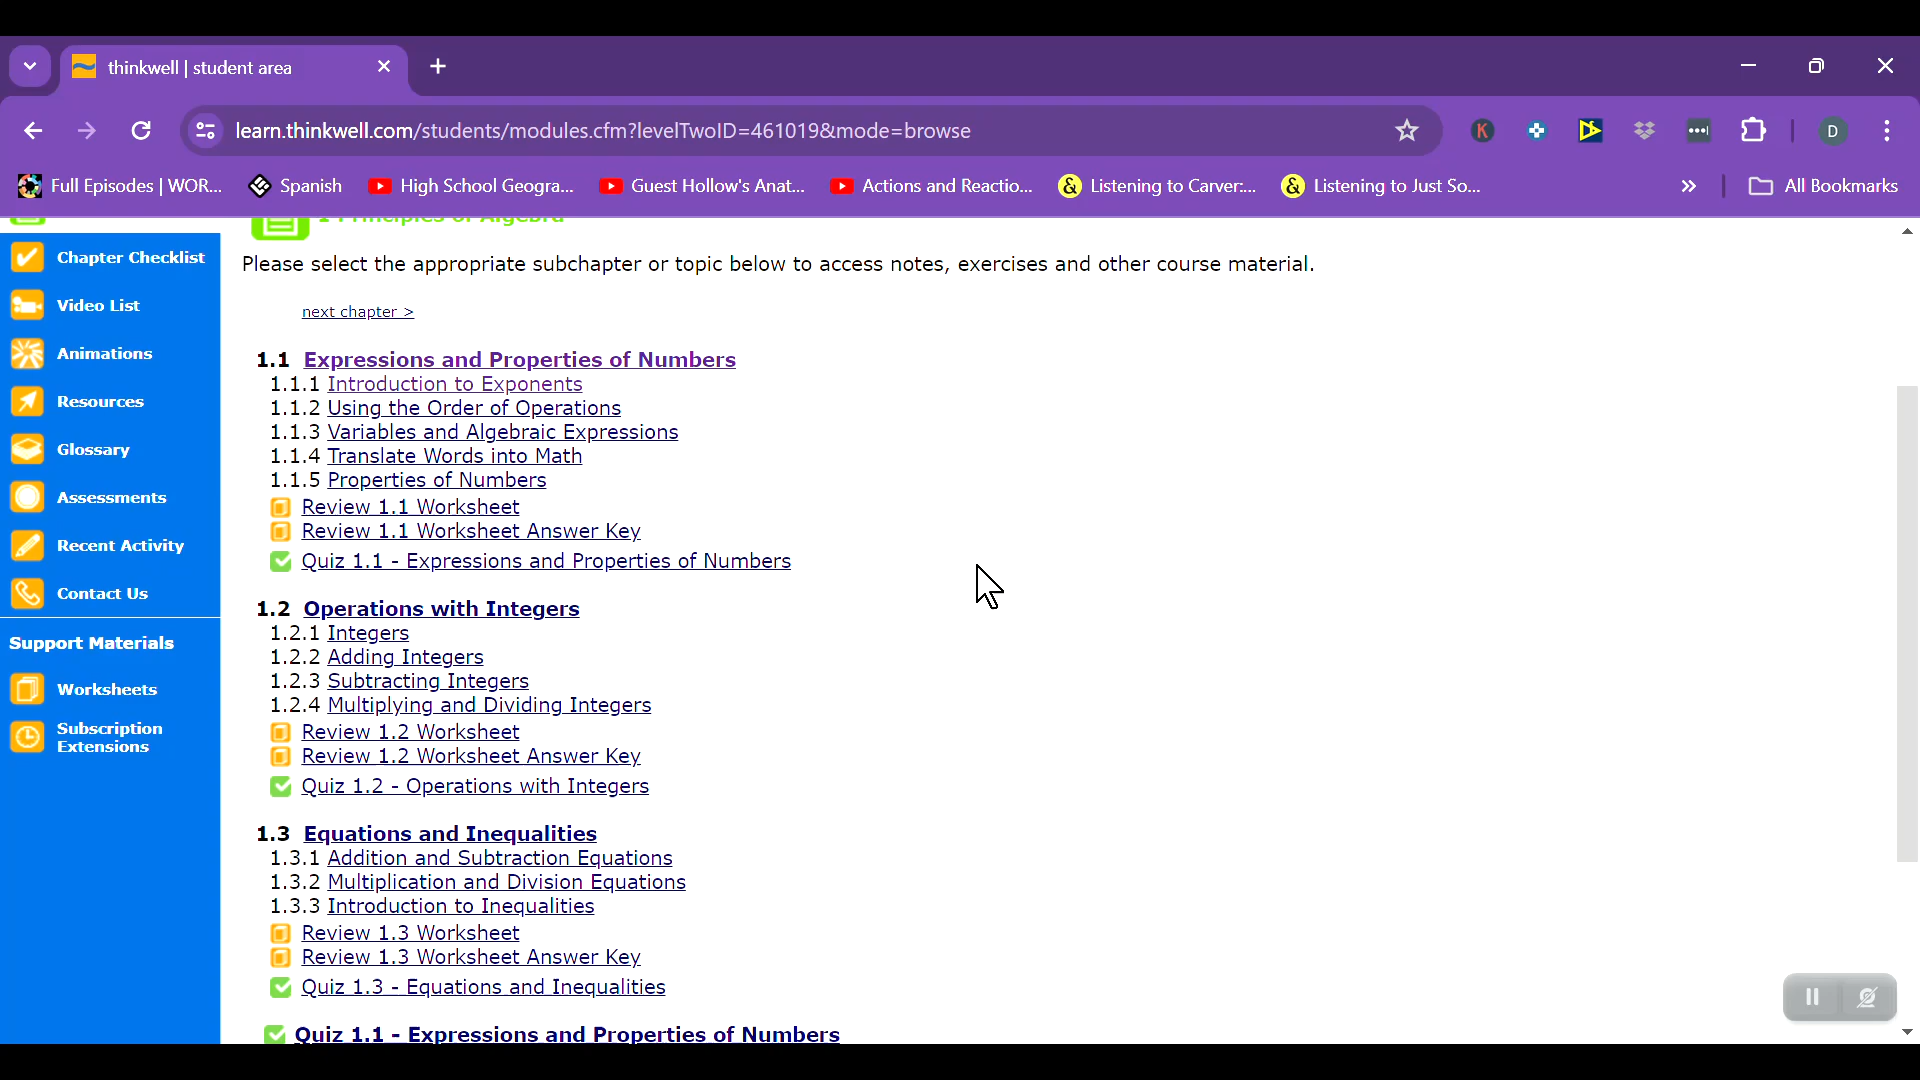 thinkwell | student area
learn.thinkwell.com/students/modules.cfm?levelTwoID=461019&mode=browse
K
D
Full Episodes | WOR...
Spanish
High School Geogra...
Guest Hollow's Anat...
Actions and Reactio...
& Listening to Carver:...
& Listening to Just So...
»
All Bookmarks
1 Principles of Algebra
Please select the appropriate subchapter or topic below to access notes, exercises and other course material.
next chapter >
Chapter Checklist
Video List
Animations
Resources
Glossary
Assessments
Recent Activity
Contact Us
Support Materials
Worksheets
Subscription
Extensions
1.1 Expressions and Properties of Numbers
1.1.1 Introduction to Exponents
1.1.2 Using the Order of Operations
1.1.3 Variables and Algebraic Expressions
1.1.4 Translate Words into Math
1.1.5 Properties of Numbers
Review 1.1 Worksheet
Review 1.1 Worksheet Answer Key
Quiz 1.1 - Expressions and Properties of Numbers
1.2 Operations with Integers
1.2.1 Integers
1.2.2 Adding Integers
1.2.3 Subtracting Integers
1.2.4 Multiplying and Dividing Integers
Review 1.2 Worksheet
Review 1.2 Worksheet Answer Key
Quiz 1.2 - Operations with Integers
1.3 Equations and Inequalities
1.3.1 Addition and Subtraction Equations
1.3.2 Multiplication and Division Equations
1.3.3 Introduction to Inequalities
Review 1.3 Worksheet
Review 1.3 Worksheet Answer Key
Quiz 1.3 - Equations and Inequalities
Quiz 1.1 - Expressions and Properties of Numbers